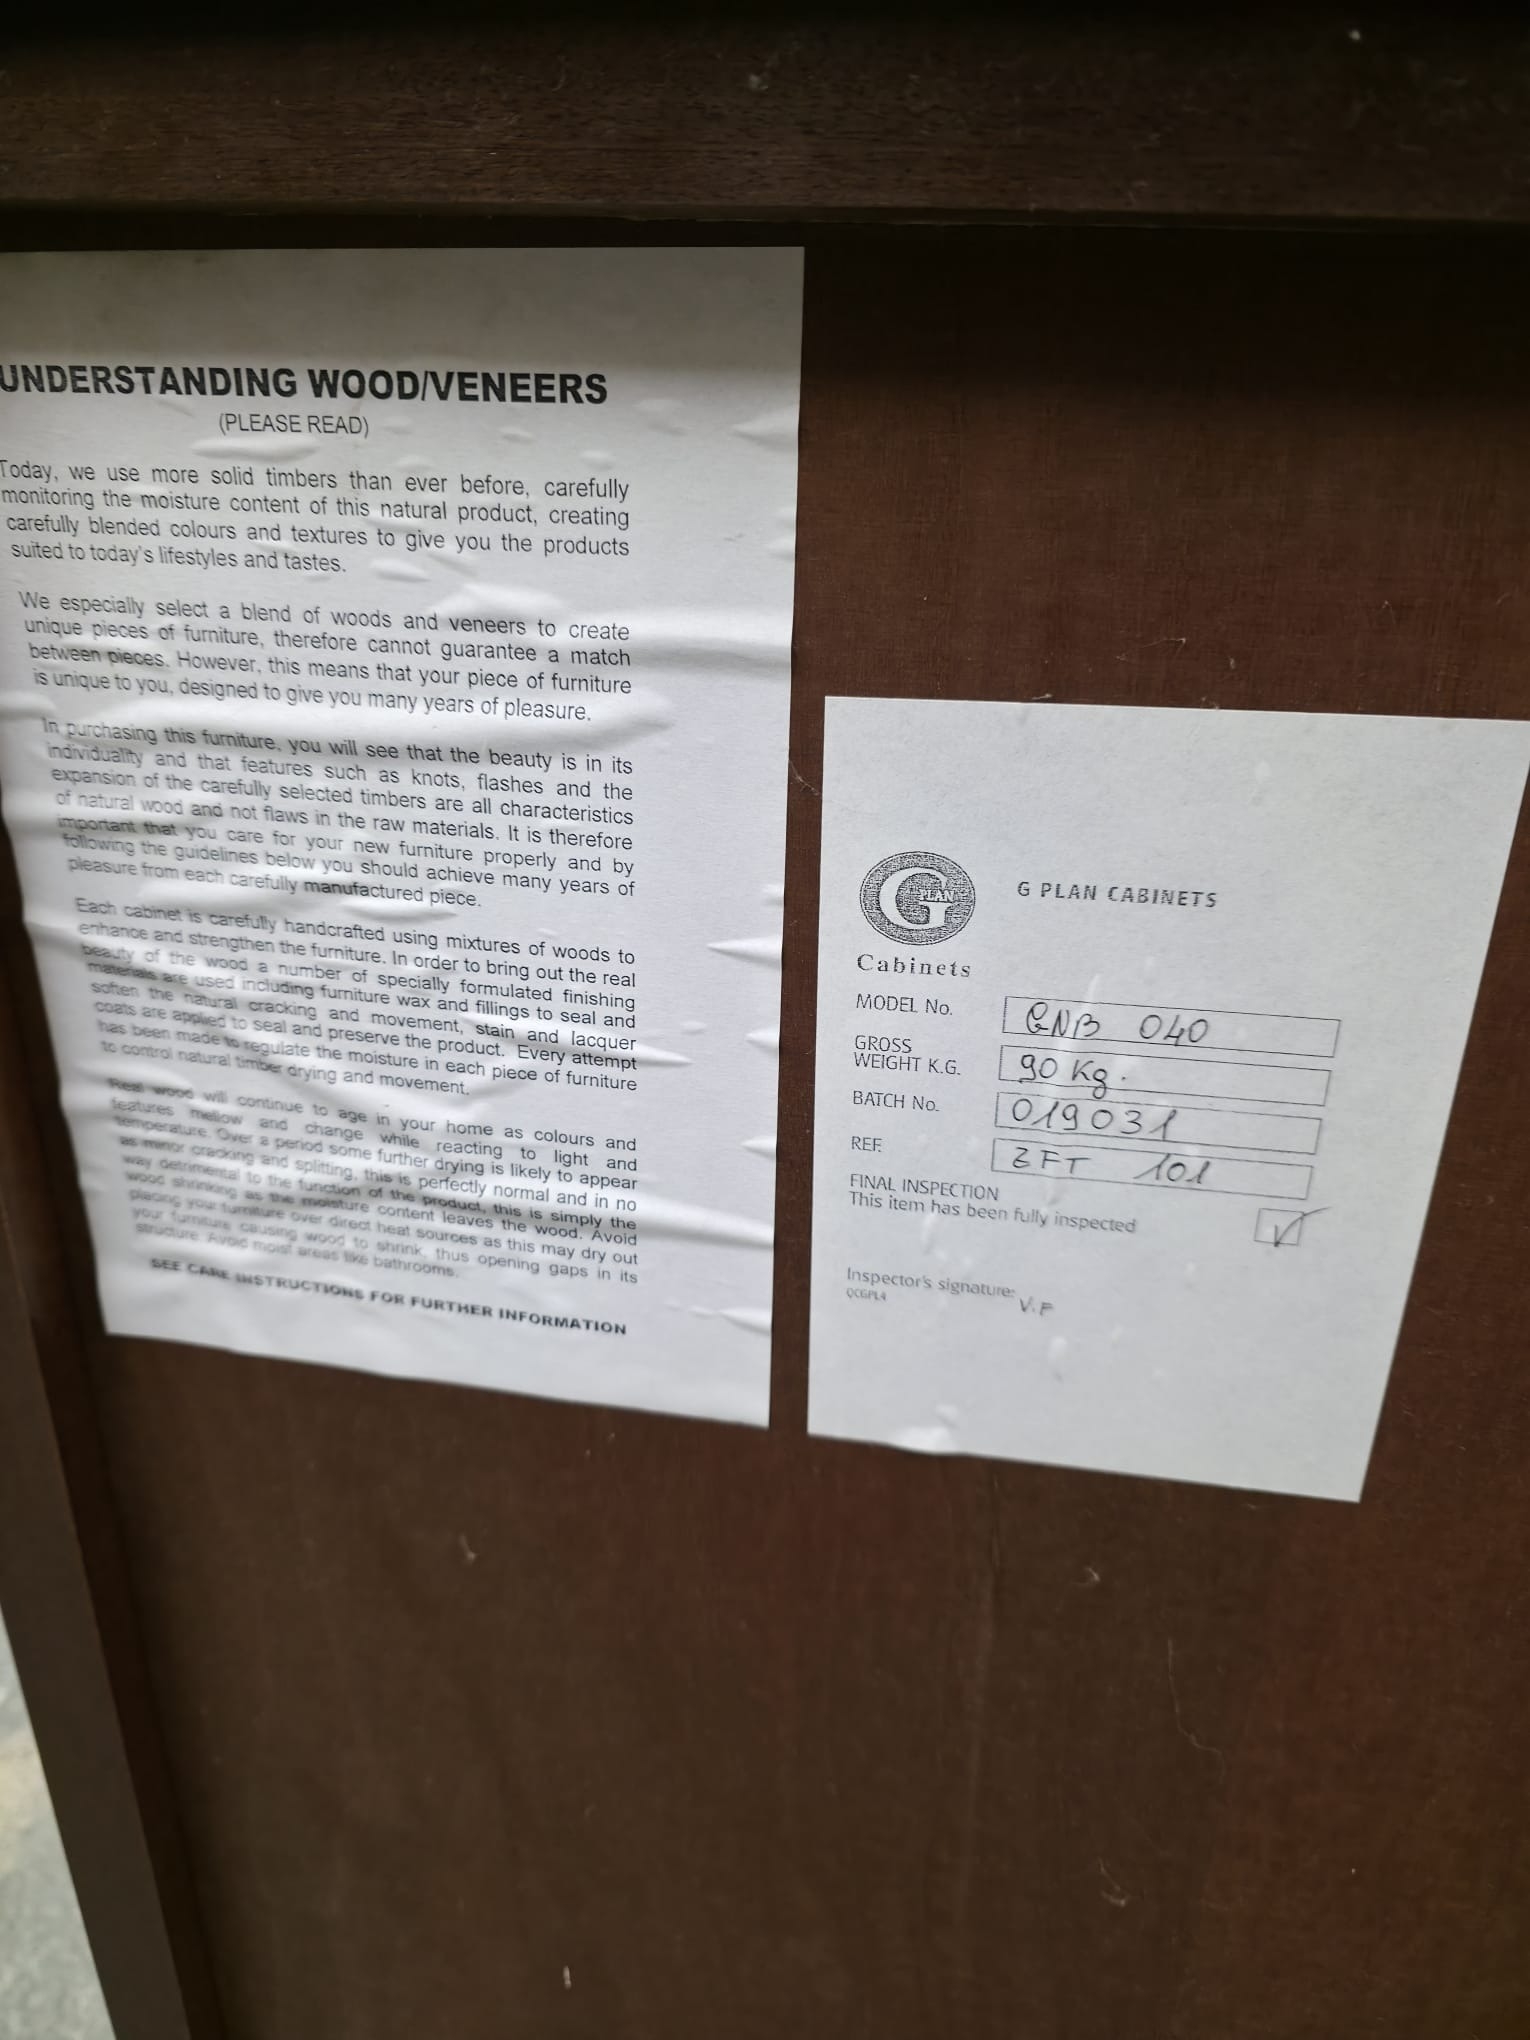 UNDERSTANDING WOOD/VENEERS
(PLEASE READ)
Today, we use more solid timbers than ever before, carefully
monitoring the moisture content of this natural product, creating
carefully blended colours and textures to give you the products
suited to today's lifestyles and tastes.
We especially select a blend of woods and veneers to create
unique pieces of furniture, therefore cannot guarantee a match
between pieces. However, this means that your piece of furniture
is unique to you, designed to give you many years of pleasure.
In purchasing this furniture, you will see that the beauty is in its
individuality and that features such as knots, flashes and the
expansion of the carefully selected timbers are all characteristics
of natural wood and not flaws in the raw materials. It is therefore
important that you care for your new furniture properly and by
following the guidelines below you should achieve many years of
pleasure from each carefully manufactured piece.
Each cabinet is carefully handcrafted using mixtures of woods to
enhance and strengthen the furniture. In order to bring out the real
beauty of the wood a number of specially formulated finishing
materials are used including furniture wax and fillings to seal and
soften the natural cracking and movement, stain and lacquer
coats are applied to seal and preserve the product. Every attempt
has been made to regulate the moisture in each piece of furniture
to control natural timber drying and movement.
Real wood will continue to age in your home as colours and
features mellow and change while reacting to light and
temperature. Over a period some further drying is likely to appear
as minor cracking and splitting, this is perfectly normal and in no
way detrimental to the function of the product, this is simply the
wood shrinking as the moisture content leaves the wood. Avoid
placing your furniture over direct heat sources as this may dry out
your furniture causing wood to shrink, thus opening gaps in its
structure. Avoid moist areas like bathrooms.
SEE CARE INSTRUCTIONS FOR FURTHER INFORMATION
G PLAN
G PLAN CABINETS
Cabinets
MODEL No. GNB 040
GROSS
WEIGHT K.G. 90 Kg.
BATCH No. 019031
REF. 3FT 101
FINAL INSPECTION
This item has been fully inspected
Inspector's signature: V.F
QCGPL4